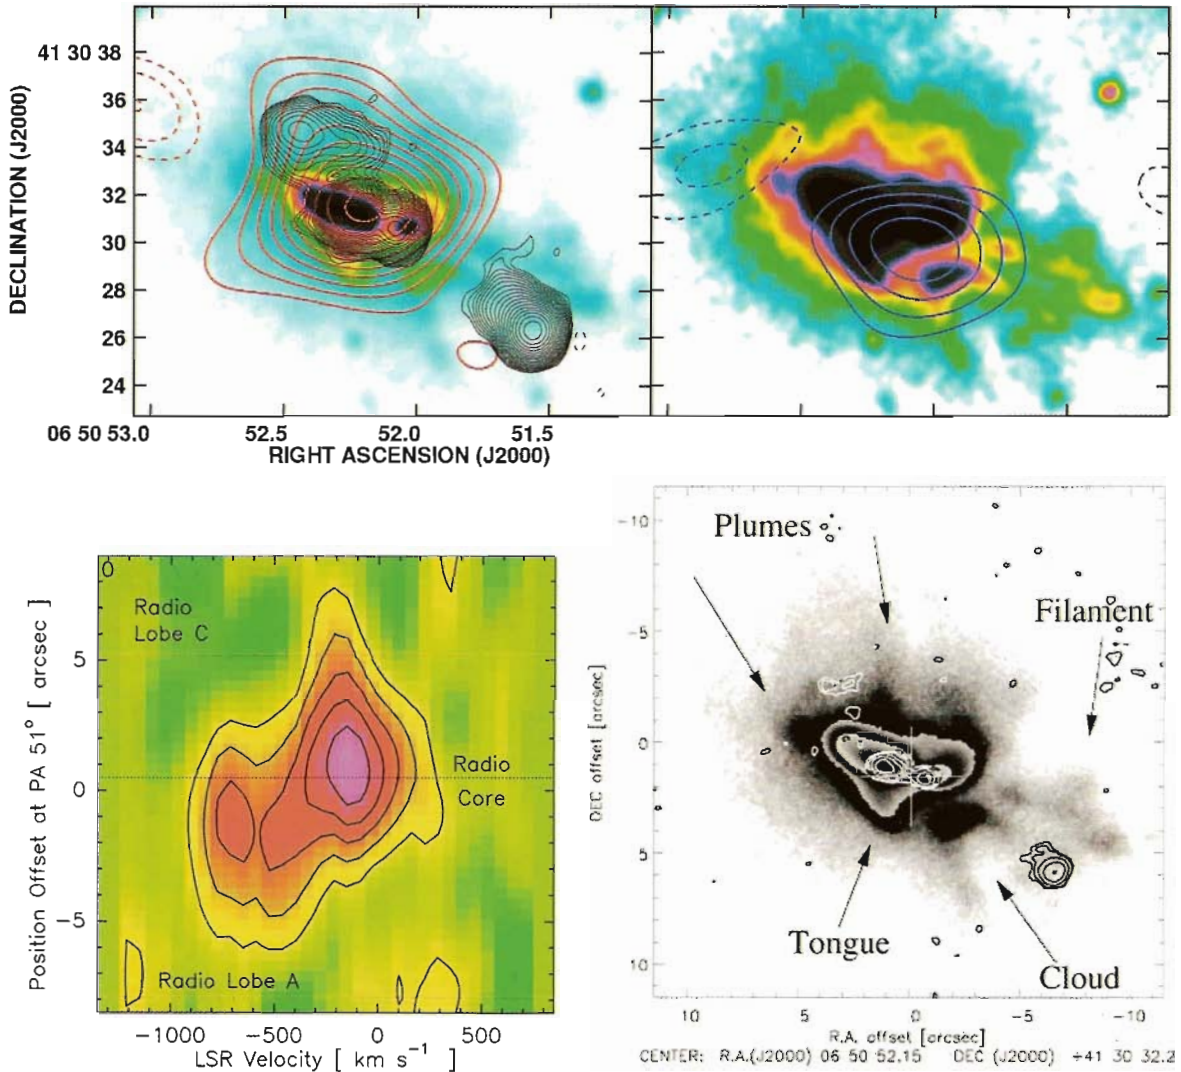 41 30 38
36
34
32
30
28
26
24
DECLINATION (J2000)
06 50 53.0
52.5
52.0
51.5
RIGHT ASCENSION (J2000)
5
0
-5
0
Radio
Lobe C
Radio
Core
Radio Lobe A
5
0
−5
Position Offset at PA 51° [ arcsec ]
−1000
−500
0
500
LSR Velocity [ km s⁻¹ ]
Plumes
Filament
Tongue
Cloud
-10
-5
0
5
10
DEC offset [arcsec]
10
5
0
-5
-10
R.A. offset [arcsec]
CENTER: R.A.(J2000) 06 50 52.15 DEC (J2000) +41 30 32.2